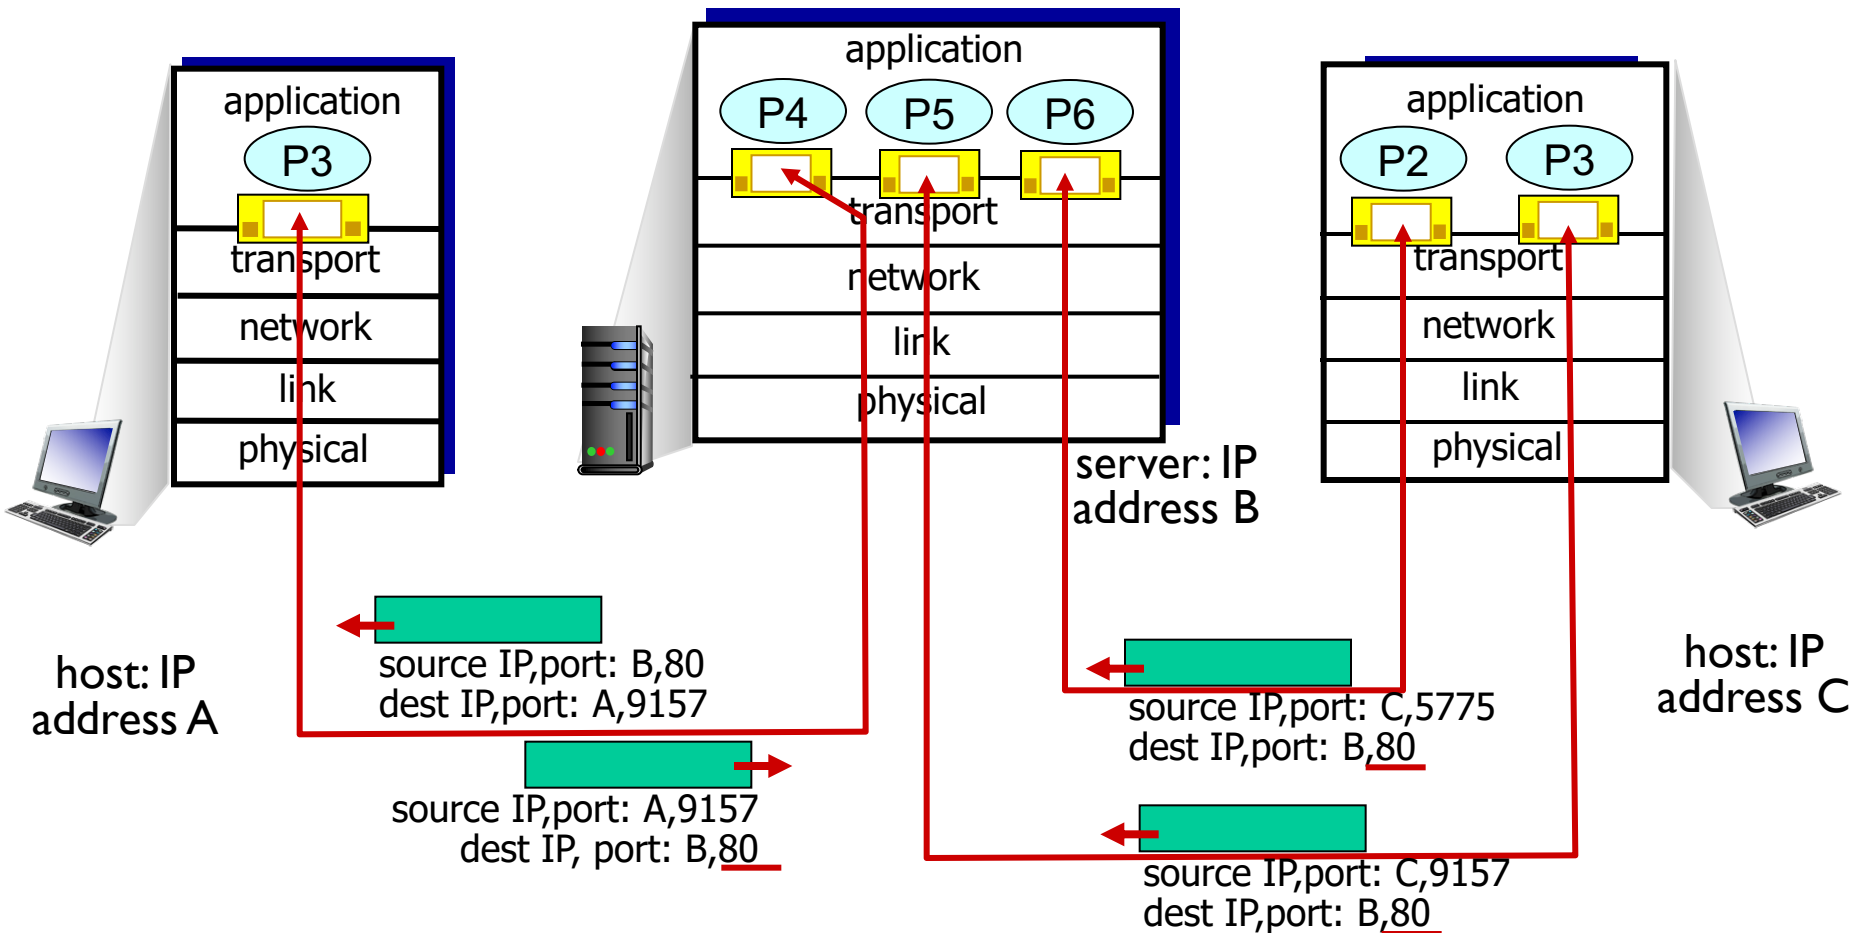 application
P3
transport
network
link
physical
host: IP
address A
application
P4 P5 P6
transport
network
link
physical
server: IP
address B
application
P2 P3
transport
network
link
physical
host: IP
address C
source IP,port: B,80
dest IP,port: A,9157
source IP,port: A,9157
dest IP, port: B,80
source IP,port: C,5775
dest IP,port: B,80
source IP,port: C,9157
dest IP,port: B,80